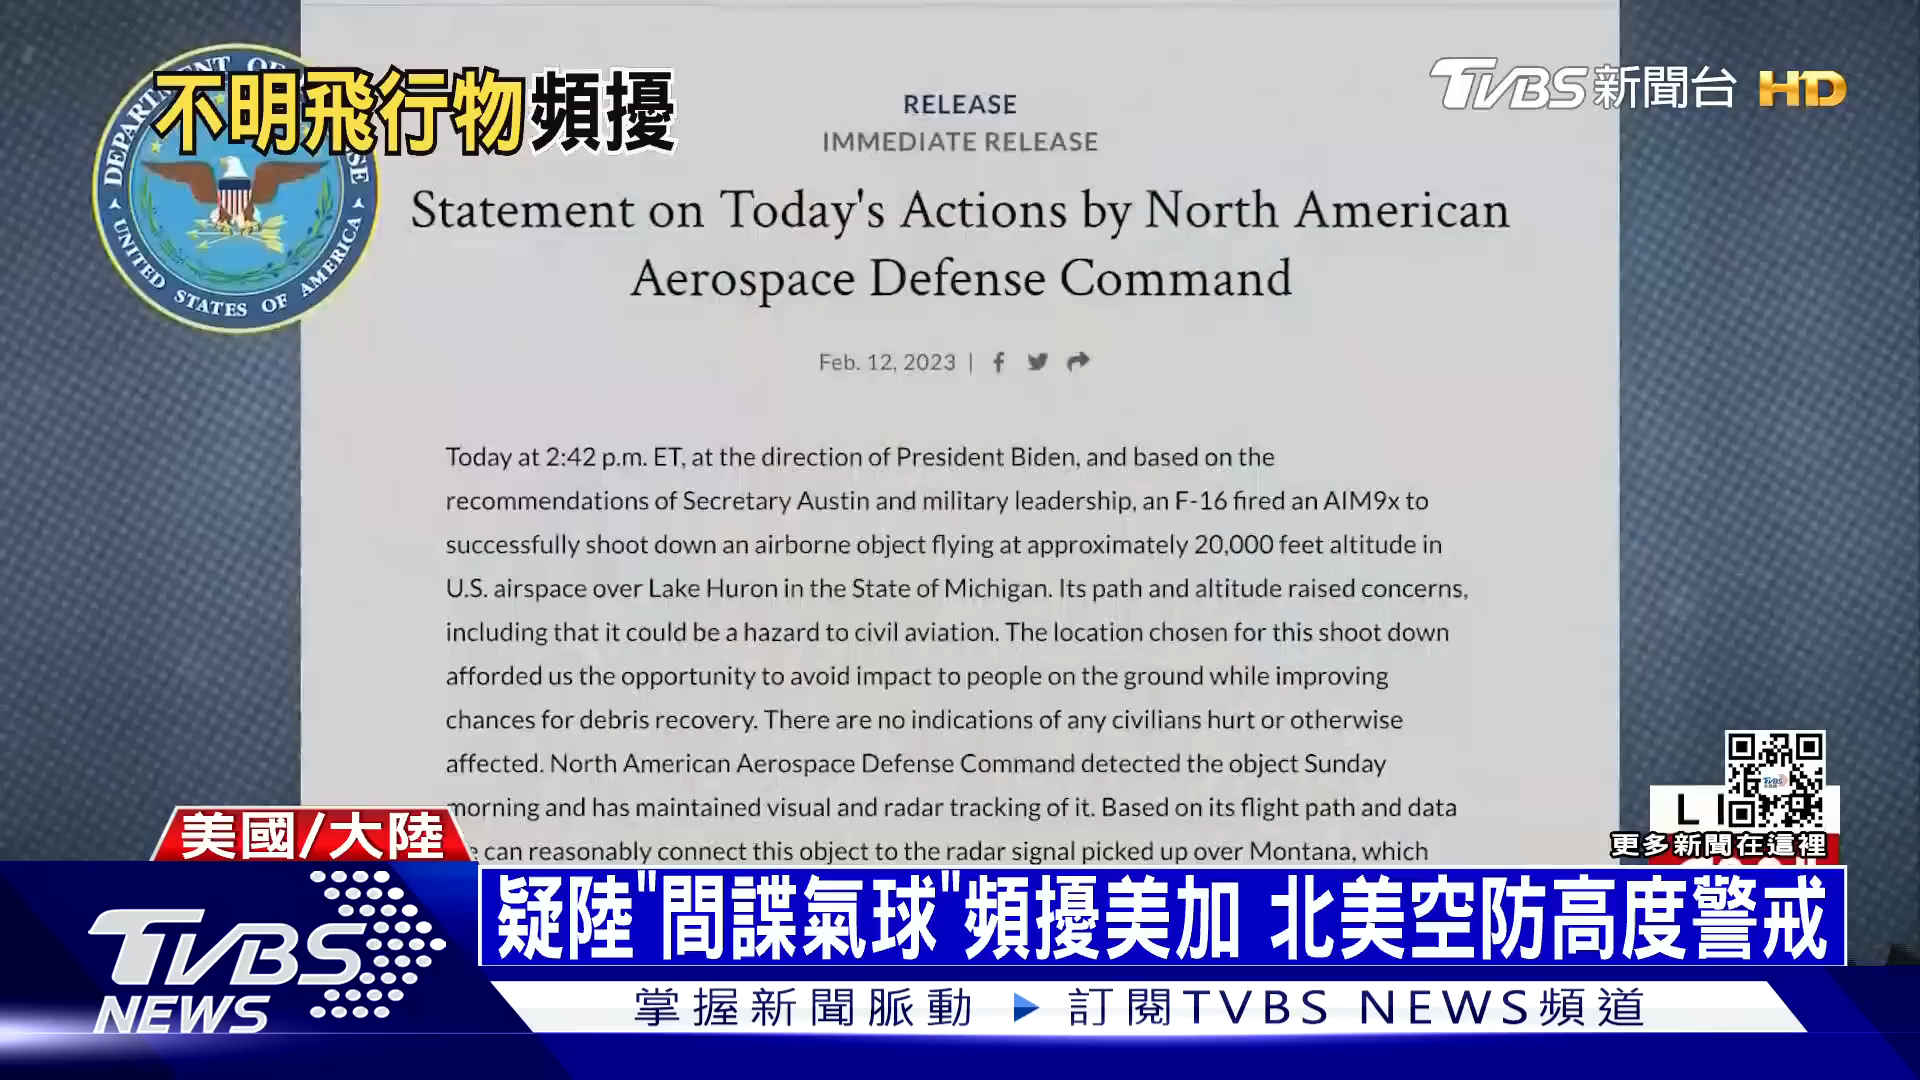 不明飛行物頻擾
DEPARTMENT OF
UNITED STATES OF AMERICA
TVBS新聞台 HD
RELEASE
IMMEDIATE RELEASE
Statement on Today's Actions by North American
Aerospace Defense Command
Feb. 12, 2023 |
Today at 2:42 p.m. ET, at the direction of President Biden, and based on the
recommendations of Secretary Austin and military leadership, an F-16 fired an AIM9x to
successfully shoot down an airborne object flying at approximately 20,000 feet altitude in
U.S. airspace over Lake Huron in the State of Michigan. Its path and altitude raised concerns,
including that it could be a hazard to civil aviation. The location chosen for this shoot down
afforded us the opportunity to avoid impact to people on the ground while improving
chances for debris recovery. There are no indications of any civilians hurt or otherwise
affected. North American Aerospace Defense Command detected the object Sunday
morning and has maintained visual and radar tracking of it. Based on its flight path and data
can reasonably connect this object to the radar signal picked up over Montana, which
TVBS
LI
更多新聞在這裡
美國/大陸
疑陸"間諜氣球"頻擾美加 北美空防高度警戒
TVBS
NEWS
掌握新聞脈動 ▶ 訂閱TVBS NEWS頻道